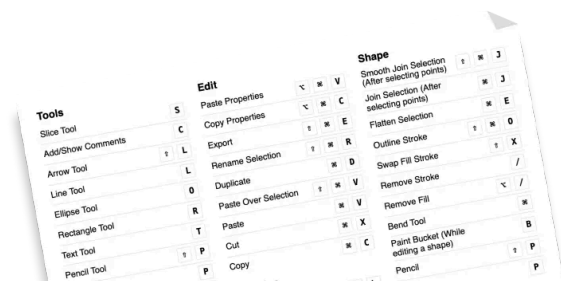 Tools
Slice Tool S
Add/Show Comments C
Arrow Tool ⇧ L
Line Tool L
Ellipse Tool O
Rectangle Tool R
Text Tool T
Pencil Tool ⇧ P
P
Edit
Paste Properties ⌥ ⌘ V
Copy Properties ⌥ ⌘ C
Export ⇧ ⌘ E
Rename Selection ⇧ ⌘ R
Duplicate ⌘ D
Paste Over Selection ⇧ ⌘ V
Paste ⌘ V
Cut ⌘ X
Copy ⌘ C
Shape
Smooth Join Selection ⇧ ⌘ J
(After selecting points)
Join Selection (After ⌘ J
selecting points)
Flatten Selection ⌘ E
Outline Stroke ⇧ ⌘ O
Swap Fill Stroke ⇧ X
Remove Stroke /
Remove Fill ⌥ /
Bend Tool ⌘
Paint Bucket (While B
editing a shape)
Pencil ⇧ P
P